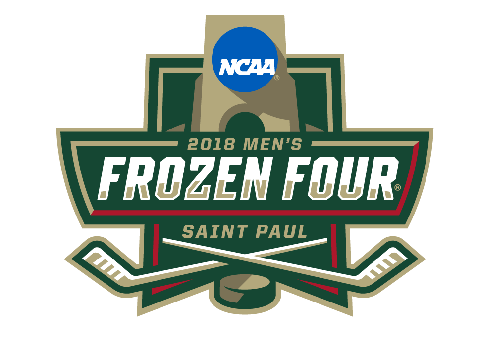 NCAA®
2018 MEN'S
FROZEN FOUR®
SAINT PAUL